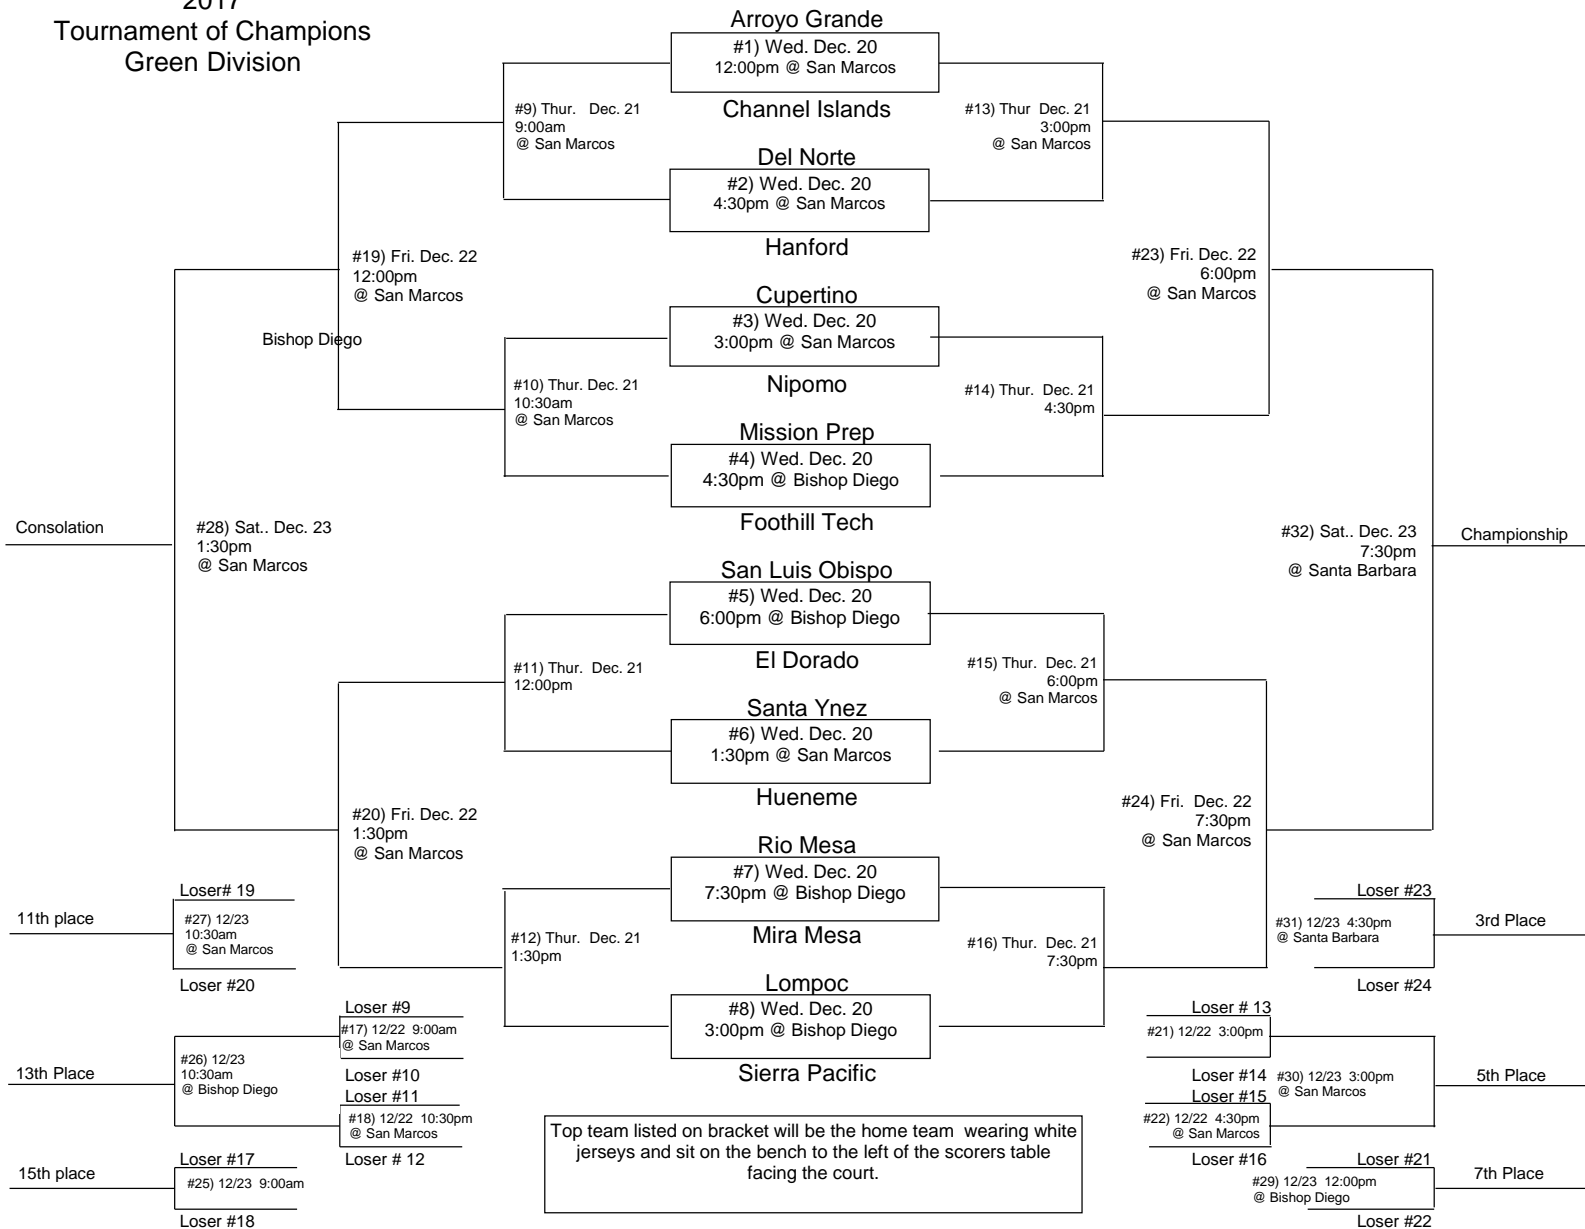 2017
Tournament of Champions
Green Division
Arroyo Grande
#1) Wed. Dec. 20
12:00pm @ San Marcos
Channel Islands
Del Norte
#2) Wed. Dec. 20
4:30pm @ San Marcos
Hanford
Cupertino
#3) Wed. Dec. 20
3:00pm @ San Marcos
Nipomo
Mission Prep
#4) Wed. Dec. 20
4:30pm @ Bishop Diego
Foothill Tech
San Luis Obispo
#5) Wed. Dec. 20
6:00pm @ Bishop Diego
El Dorado
Santa Ynez
#6) Wed. Dec. 20
1:30pm @ San Marcos
Hueneme
Rio Mesa
#7) Wed. Dec. 20
7:30pm @ Bishop Diego
Mira Mesa
Lompoc
#8) Wed. Dec. 20
3:00pm @ Bishop Diego
Sierra Pacific
#9) Thur. Dec. 21
9:00am
@ San Marcos
#10) Thur. Dec. 21
10:30am
@ San Marcos
#11) Thur. Dec. 21
12:00pm
#12) Thur. Dec. 21
1:30pm
#13) Thur Dec. 21
3:00pm
@ San Marcos
#14) Thur. Dec. 21
4:30pm
#15) Thur. Dec. 21
6:00pm
@ San Marcos
#16) Thur. Dec. 21
7:30pm
#19) Fri. Dec. 22
12:00pm
@ San Marcos
Bishop Diego
#20) Fri. Dec. 22
1:30pm
@ San Marcos
#23) Fri. Dec. 22
6:00pm
@ San Marcos
#24) Fri. Dec. 22
7:30pm
@ San Marcos
Consolation
#28) Sat.. Dec. 23
1:30pm
@ San Marcos
#32) Sat.. Dec. 23
7:30pm
@ Santa Barbara
Championship
Loser# 19
11th place
#27) 12/23
10:30am
@ San Marcos
Loser #20
Loser #9
#17) 12/22 9:00am
@ San Marcos
Loser #10
#26) 12/23
10:30am
@ Bishop Diego
13th Place
Loser #11
#18) 12/22 10:30pm
@ San Marcos
Loser # 12
Loser #17
15th place
#25) 12/23 9:00am
Loser #18
Loser #23
#31) 12/23 4:30pm
@ Santa Barbara
3rd Place
Loser #24
Loser # 13
#21) 12/22 3:00pm
Loser #14
#30) 12/23 3:00pm
@ San Marcos
5th Place
Loser #15
#22) 12/22 4:30pm
@ San Marcos
Loser #16
Loser #21
#29) 12/23 12:00pm
@ Bishop Diego
7th Place
Loser #22
Top team listed on bracket will be the home team wearing white
jerseys and sit on the bench to the left of the scorers table
facing the court.